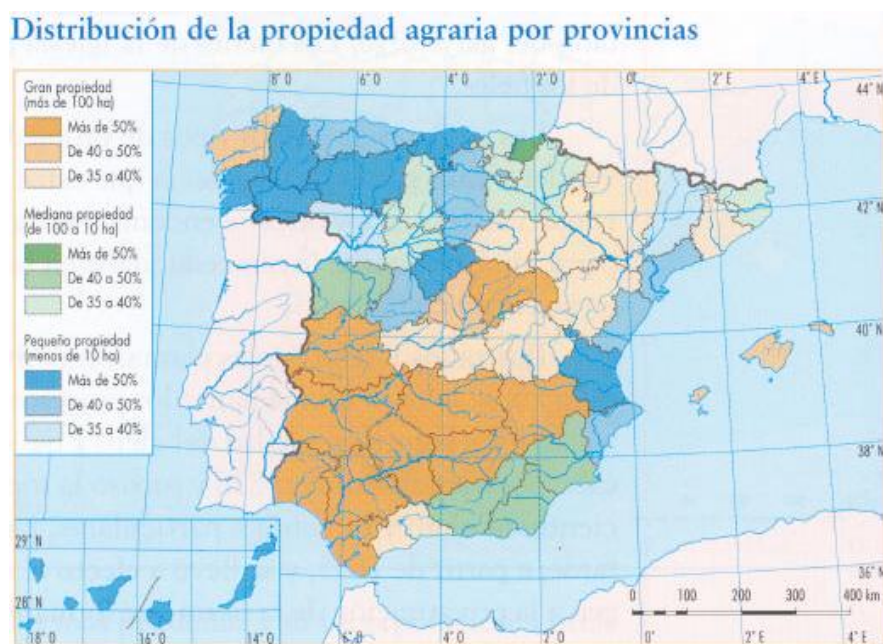 Distribución de la propiedad agraria por provincias
Gran propiedad
(más de 100 ha)
Más de 50%
De 40 a 50%
De 35 a 40%
Mediana propiedad
(de 100 a 10 ha)
Más de 50%
De 40 a 50%
De 35 a 40%
Pequeña propiedad
(menos de 10 ha)
Más de 50%
De 40 a 50%
De 35 a 40%
8° O
6° O
4° O
2° O
0°
2° E
4° E
44° N
42° N
40° N
38° N
36° N
29° N
28° N
18° O
16° O
14° O
6° O
4° O
2° O
0°
2° E
4° E
0
100
200
300
400 km